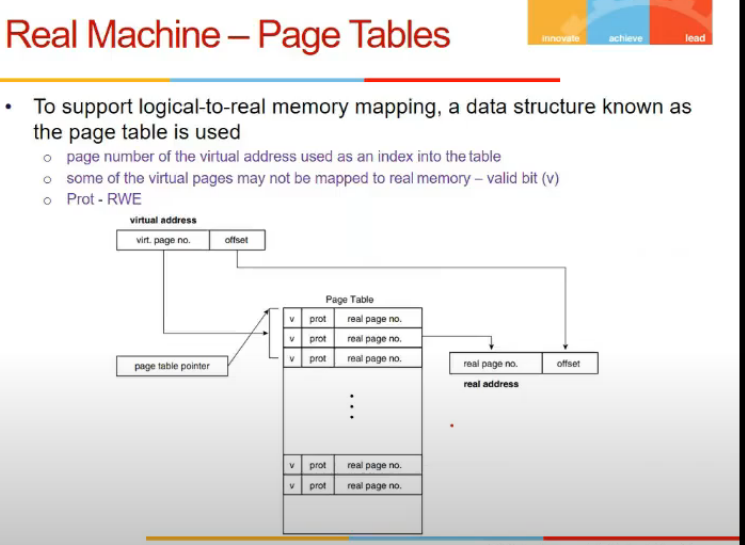 Real Machine – Page Tables
innovate achieve lead
• To support logical-to-real memory mapping, a data structure known as
the page table is used
o page number of the virtual address used as an index into the table
o some of the virtual pages may not be mapped to real memory – valid bit (v)
o Prot - RWE
virtual address
virt. page no. offset
Page Table
v prot real page no.
v prot real page no.
v prot real page no.
page table pointer
real page no. offset
real address
v prot real page no.
v prot real page no.